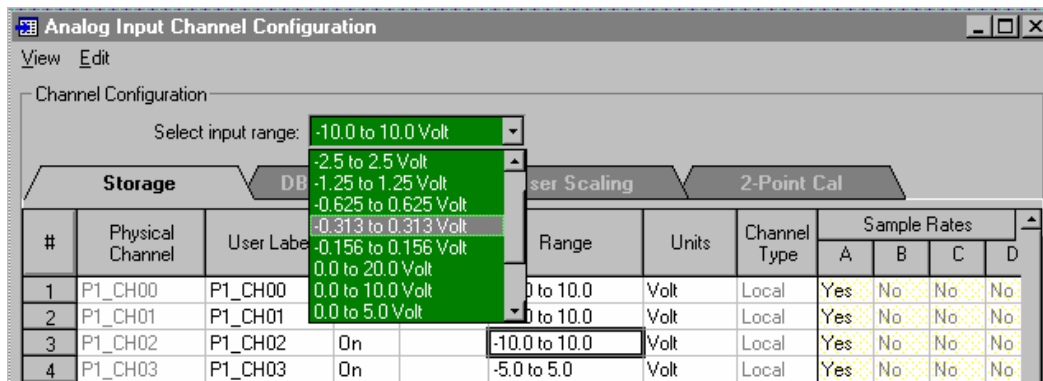 Analog Input Channel Configuration
View Edit
Channel Configuration
Select input range: -10.0 to 10.0 Volt
-2.5 to 2.5 Volt
-1.25 to 1.25 Volt
-0.625 to 0.625 Volt
-0.313 to 0.313 Volt
-0.156 to 0.156 Volt
0.0 to 20.0 Volt
0.0 to 10.0 Volt
0.0 to 5.0 Volt
Storage DB ser Scaling 2-Point Cal
# Physical Channel User Labe Range Units Channel Type Sample Rates A B C D
1 P1_CH00 P1_CH00 0 to 10.0 Volt Local Yes No No No
2 P1_CH01 P1_CH01 0 to 10.0 Volt Local Yes No No No
3 P1_CH02 P1_CH02 On -10.0 to 10.0 Volt Local Yes No No No
4 P1_CH03 P1_CH03 On -5.0 to 5.0 Volt Local Yes No No No